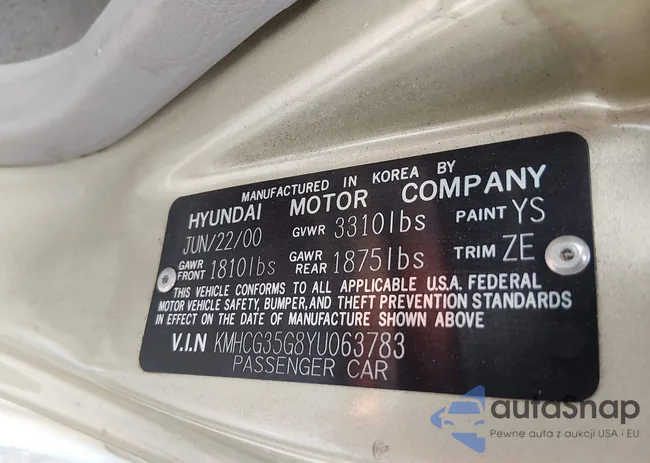 MANUFACTURED IN KOREA BY
HYUNDAI MOTOR COMPANY
JUN/22/00 GVWR 3310lbs PAINT YS
GAWR FRONT 1810lbs GAWR REAR 1875lbs TRIM ZE
THIS VEHICLE CONFORMS TO ALL APPLICABLE U.S.A. FEDERAL
MOTOR VEHICLE SAFETY, BUMPER, AND THEFT PREVENTION STANDARDS
IN EFFECT ON THE DATE OF MANUFACTURE SHOWN ABOVE
V.I.N KMHCG35G8YU063783
PASSENGER CAR
autaSnap
Pewne auta z aukcji USA i EU